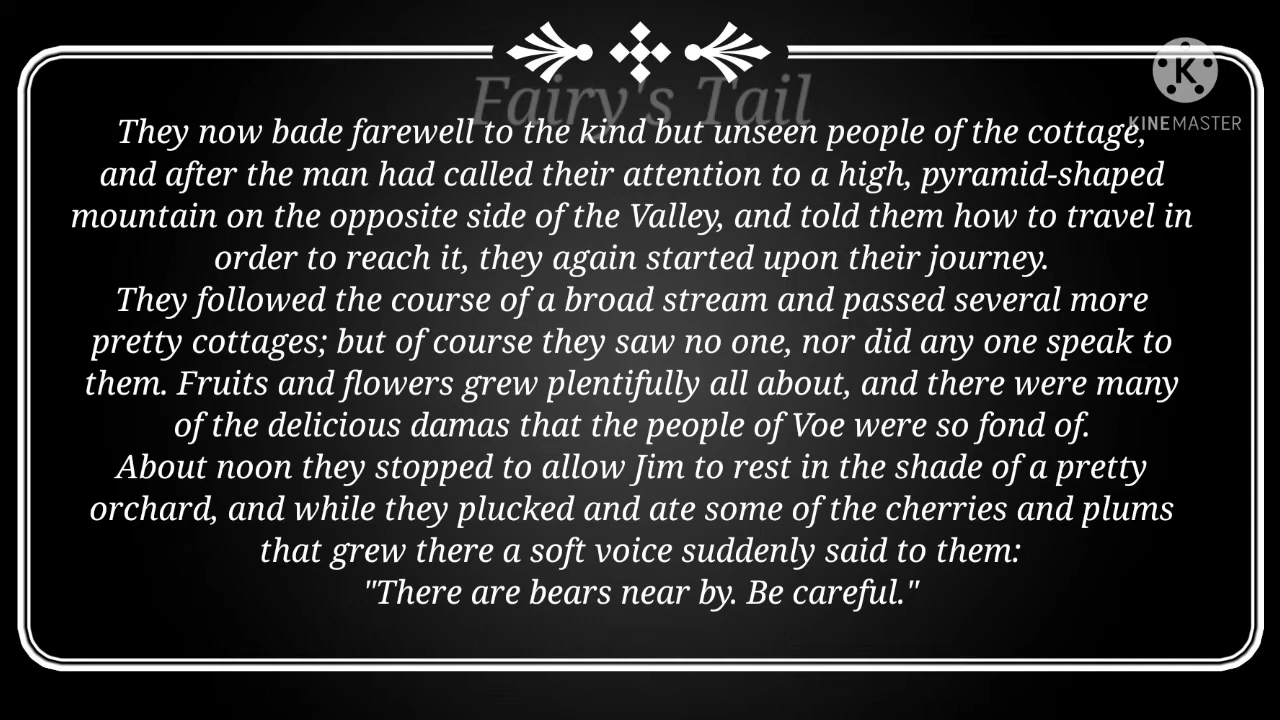 Fairy's Tail
K
KINEMASTER
They now bade farewell to the kind but unseen people of the cottage,
and after the man had called their attention to a high, pyramid-shaped
mountain on the opposite side of the Valley, and told them how to travel in
order to reach it, they again started upon their journey.
They followed the course of a broad stream and passed several more
pretty cottages; but of course they saw no one, nor did any one speak to
them. Fruits and flowers grew plentifully all about, and there were many
of the delicious damas that the people of Voe were so fond of.
About noon they stopped to allow Jim to rest in the shade of a pretty
orchard, and while they plucked and ate some of the cherries and plums
that grew there a soft voice suddenly said to them:
"There are bears near by. Be careful."